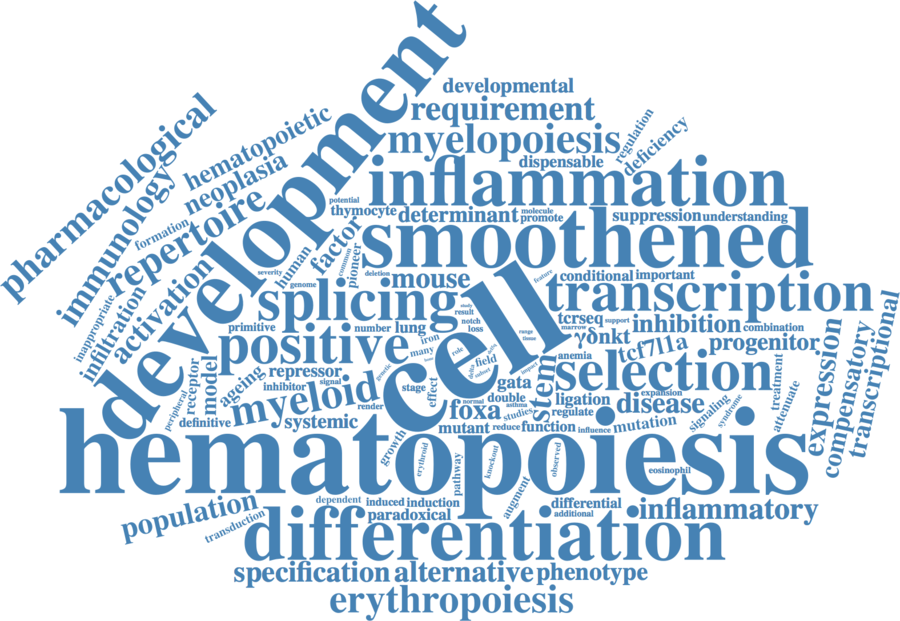 development
developmental
requirement
myelopoiesis
dispensable
regulation
deficiency
pharmacological
immunology
hematopoietic
neoplasia
repertoire
formation
inflammation
potential
thymocyte
determinant
molecule
promote
suppression
understanding
smoothened
factor
human
pioneer
common
deletion
severity
genome
activation
infiltration
inappropriate
mouse
cell
feature
conditional
important
splicing
transcription
study
result
notch
loss
primitive
number
lung
tcrseq
support
marrow
inhibition
combination
positive
iron
many
role
range
tissue
γδnkt
tcf7l1a
progenitor
expression
compensatory
transcriptional
receptor
model
ageing
repressor
inhibitor
signal
genetic
field
subset
impact
anemia
stem
selection
peripheral
definitive
myeloid
systemic
render
stage
effect
gata
normal
double
foxa
studies
ligation
regulate
expansion
disease
signaling
syndrome
treatment
attenuate
mutant
reduce
function
influence
mutation
growth
hematopoiesis
erythroid
pathway
knockout
observed
eosinophil
population
transduction
dependent
induced
induction
paradoxical
augment
differential
additional
inflammatory
differentiation
specification
alternative
phenotype
erythropoiesis